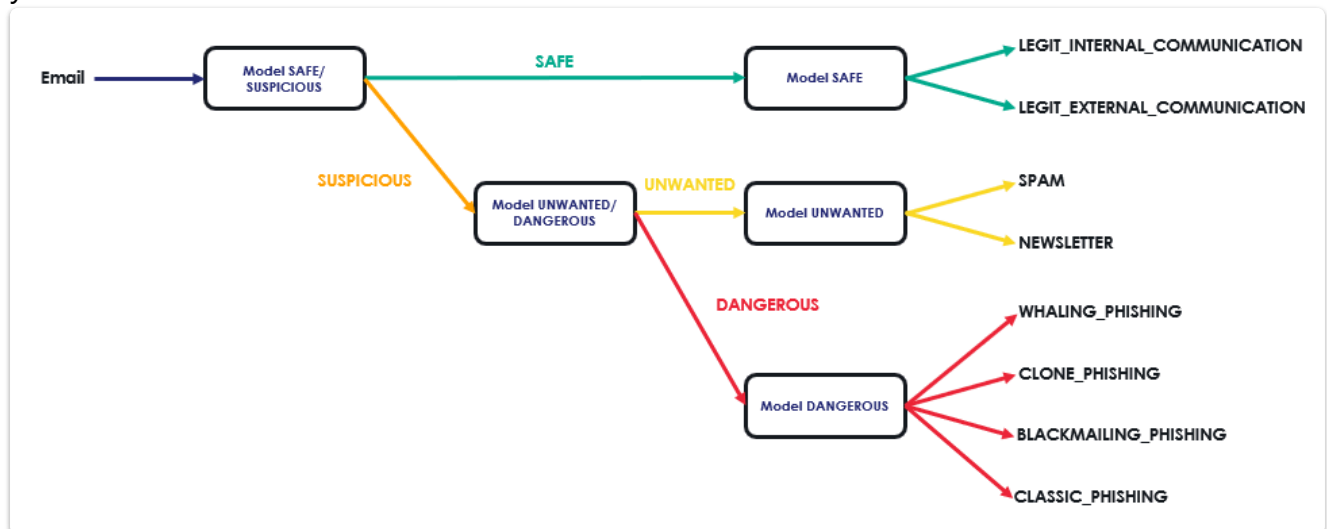 Email
Model SAFE/
SUSPICIOUS
SAFE
Model SAFE
LEGIT_INTERNAL_COMMUNICATION
LEGIT_EXTERNAL_COMMUNICATION
SUSPICIOUS
Model UNWANTED/
DANGEROUS
UNWANTED
Model UNWANTED
SPAM
NEWSLETTER
DANGEROUS
Model DANGEROUS
WHALING_PHISHING
CLONE_PHISHING
BLACKMAILING_PHISHING
CLASSIC_PHISHING